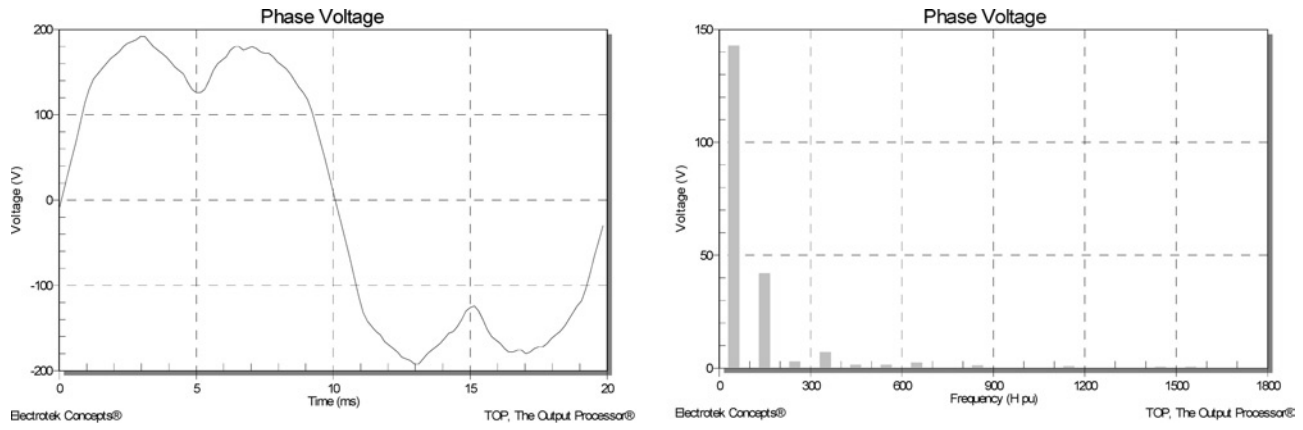 Phase Voltage
200
100
0
-100
-200
Voltage (V)
0
5
10
15
20
Time (ms)
Electrotek Concepts®
TOP, The Output Processor®
Phase Voltage
150
100
50
0
Voltage (V)
0
300
600
900
1200
1500
1800
Frequency (H pu)
Electrotek Concepts®
TOP, The Output Processor®